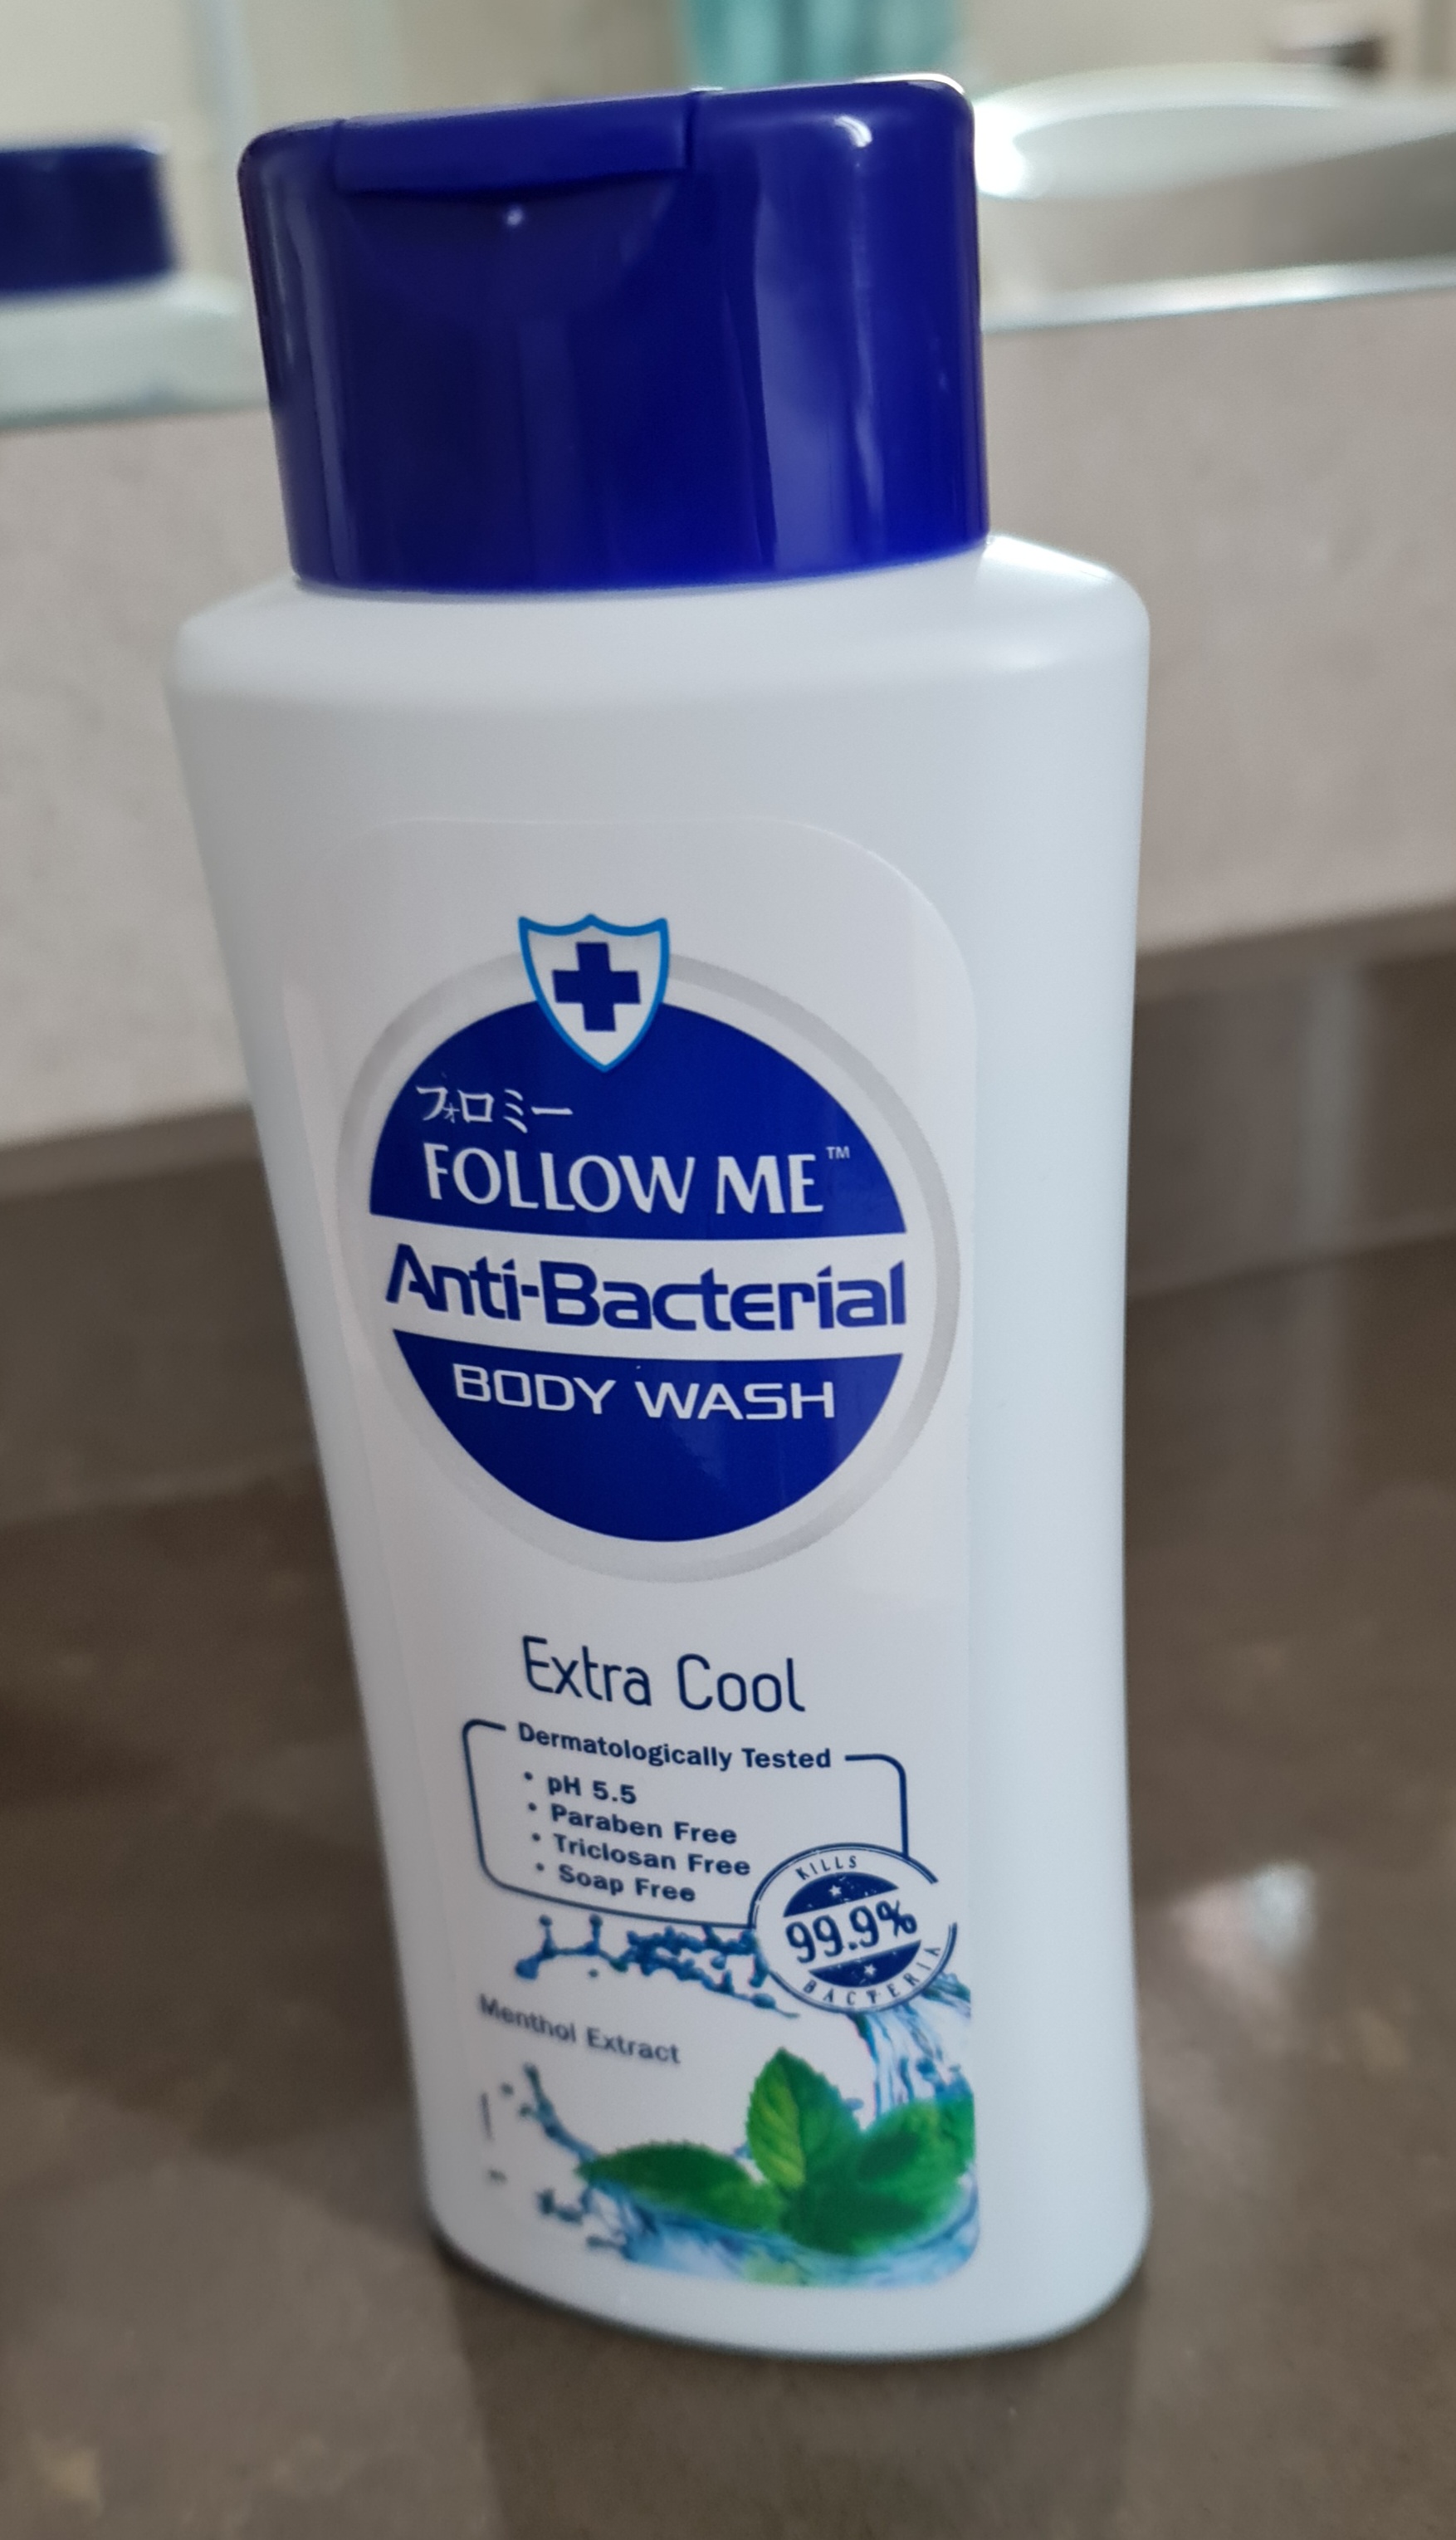 フォロミー
FOLLOW ME™
Anti-Bacterial
BODY WASH
Extra Cool
Dermatologically Tested
• pH 5.5
• Paraben Free
• Triclosan Free
• Soap Free
KILLS
99.9%
BACTERIA
Menthol Extract